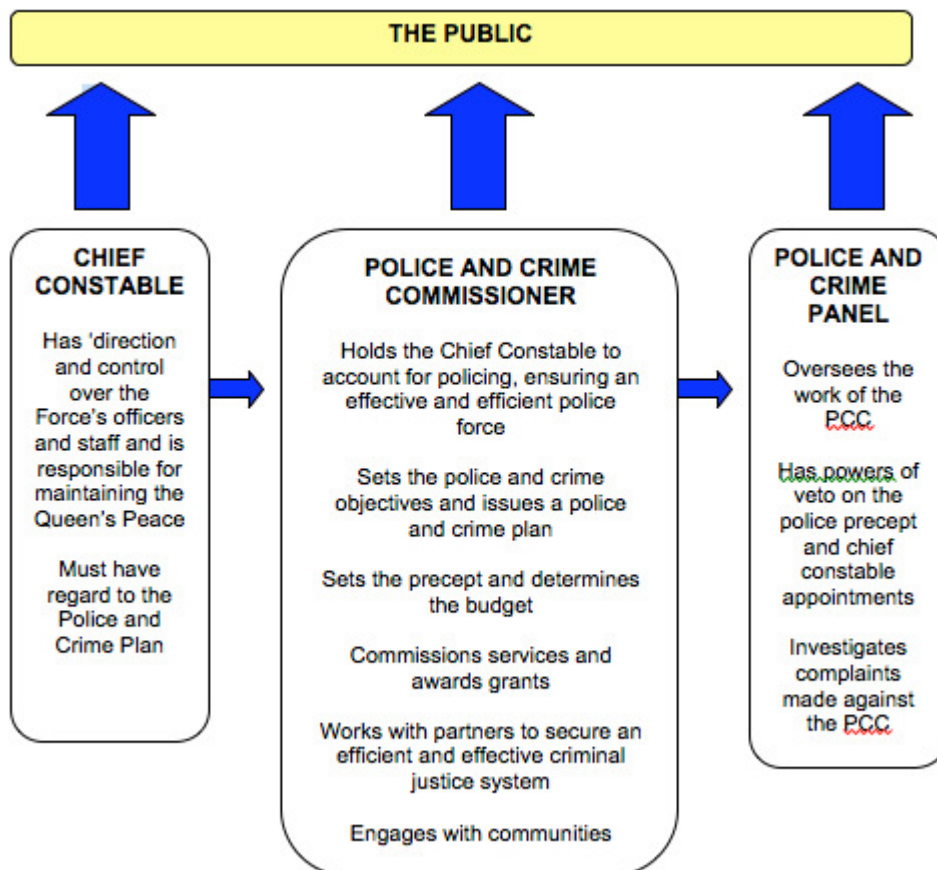 THE PUBLIC
CHIEF
CONSTABLE
Has 'direction
and control
over the
Force's officers
and staff and is
responsible for
maintaining the
Queen's Peace
Must have
regard to the
Police and
Crime Plan
POLICE AND CRIME
COMMISSIONER
Holds the Chief Constable to
account for policing, ensuring an
effective and efficient police
force
Sets the police and crime
objectives and issues a police
and crime plan
Sets the precept and determines
the budget
Commissions services and
awards grants
Works with partners to secure an
efficient and effective criminal
justice system
Engages with communities
POLICE AND
CRIME
PANEL
Oversees the
work of the
PCC
Has powers of
veto on the
police precept
and chief
constable
appointments
Investigates
complaints
made against
the PCC